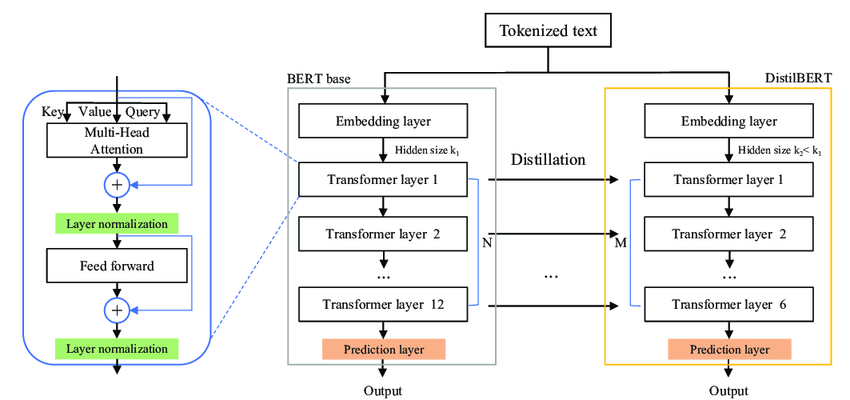 Tokenized text
BERT base
DistilBERT
Key Value Query
Multi-Head
Attention
+
Layer normalization
Feed forward
+
Layer normalization
Embedding layer
Hidden size k₁
Transformer layer 1
Transformer layer 2
...
Transformer layer 12
N
Prediction layer
Output
Distillation
...
Embedding layer
Hidden size k₂< k₁
Transformer layer 1
Transformer layer 2
M
...
Transformer layer 6
Prediction layer
Output